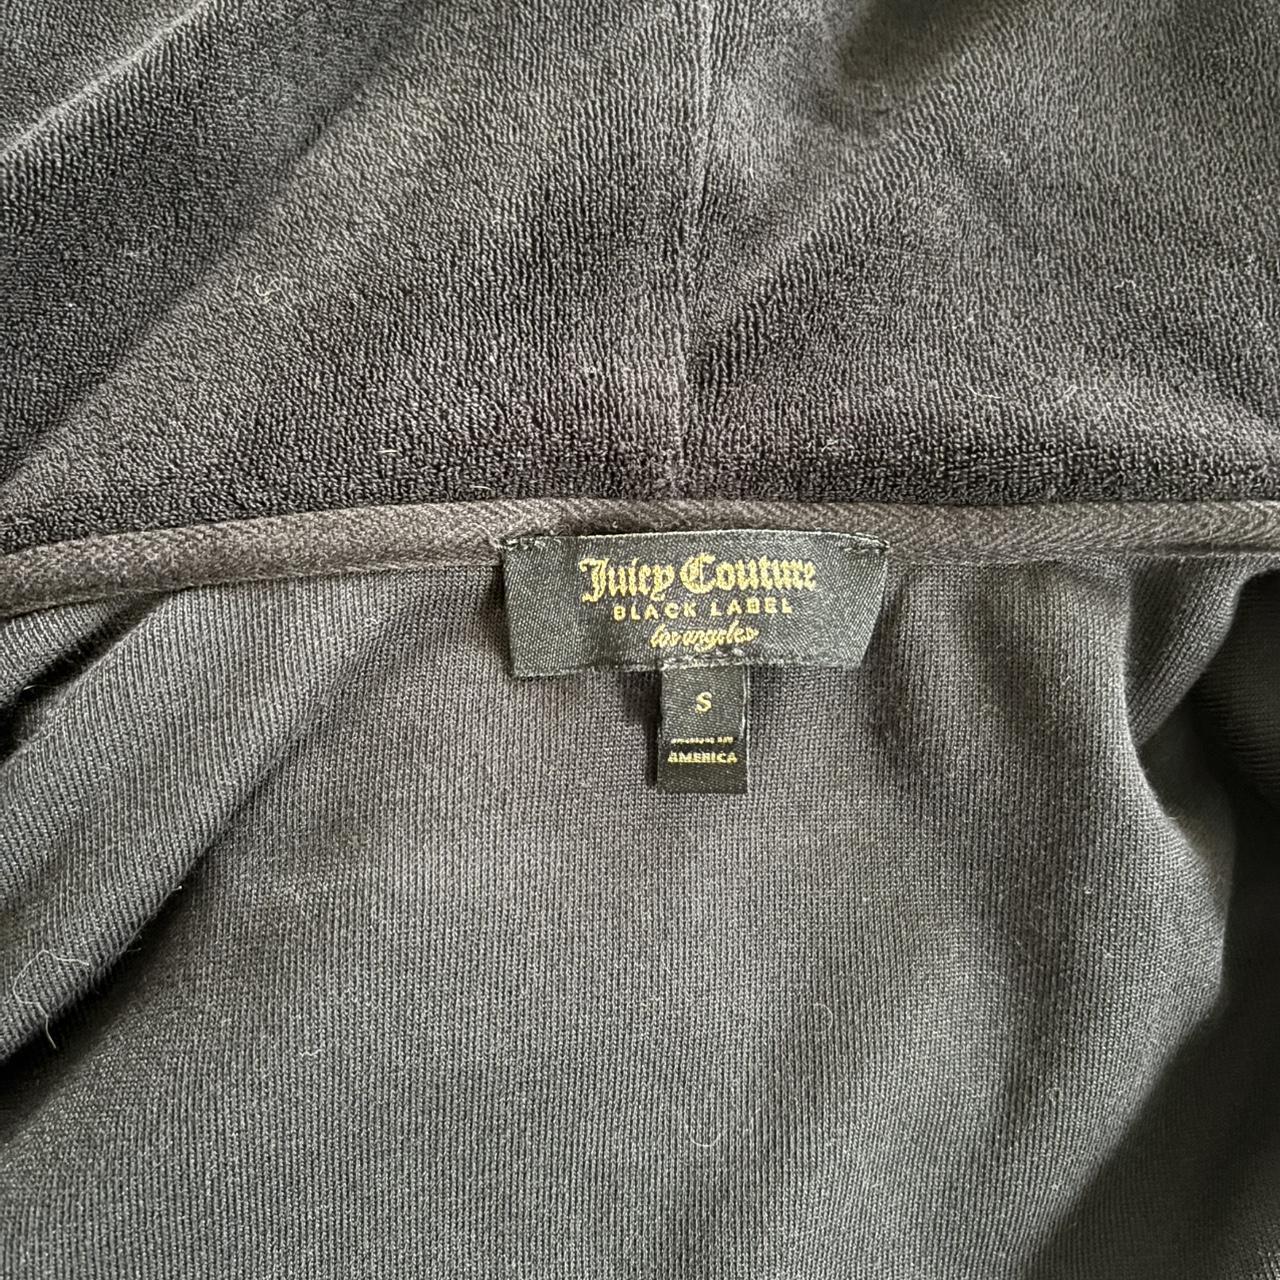 Juicy Couture
BLACK LABEL
los angeles
S
AMERICA